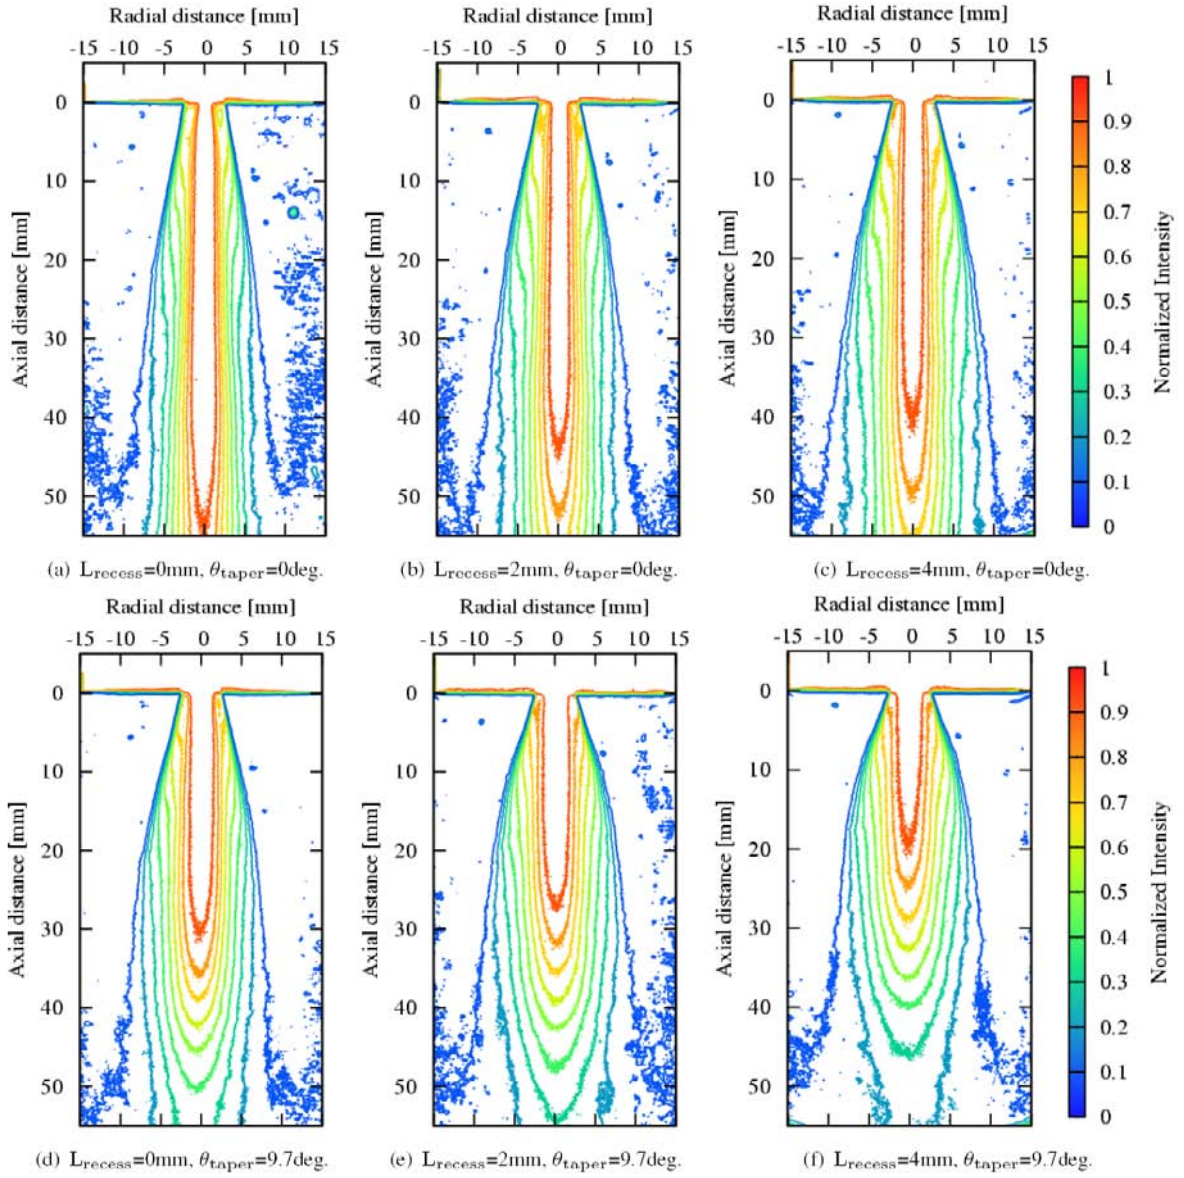 Radial distance [mm] Radial distance [mm] Radial distance [mm]
-15 -10 -5 0 5 10 15 -15 -10 -5 0 5 10 15 -15 -10 -5 0 5 10 15
Axial distance [mm] Axial distance [mm] Axial distance [mm]
0 10 20 30 40 50
0 10 20 30 40 50
0 10 20 30 40 50
1 0.9 0.8 0.7 0.6 0.5 0.4 0.3 0.2 0.1 0
Normalized Intensity
(a) Lrecess=0mm, θtaper=0deg. (b) Lrecess=2mm, θtaper=0deg. (c) Lrecess=4mm, θtaper=0deg.
Radial distance [mm] Radial distance [mm] Radial distance [mm]
-15 -10 -5 0 5 10 15 -15 -10 -5 0 5 10 15 -15 -10 -5 0 5 10 15
Axial distance [mm] Axial distance [mm] Axial distance [mm]
0 10 20 30 40 50
0 10 20 30 40 50
0 10 20 30 40 50
1 0.9 0.8 0.7 0.6 0.5 0.4 0.3 0.2 0.1 0
Normalized Intensity
(d) Lrecess=0mm, θtaper=9.7deg. (e) Lrecess=2mm, θtaper=9.7deg. (f) Lrecess=4mm, θtaper=9.7deg.